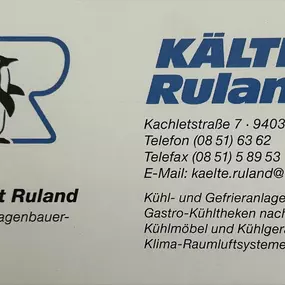 KÄLTE
Ruland
Kachletstraße 7 · 9403
Telefon (08 51) 63 62
Telefax (08 51) 5 89 53
E-Mail: kaelte.ruland@
t Ruland
agenbauer-
Kühl- und Gefrieranlage
Gastro-Kühltheken nach
Kühlmöbel und Kühlgerä
Klima-Raumluftsysteme